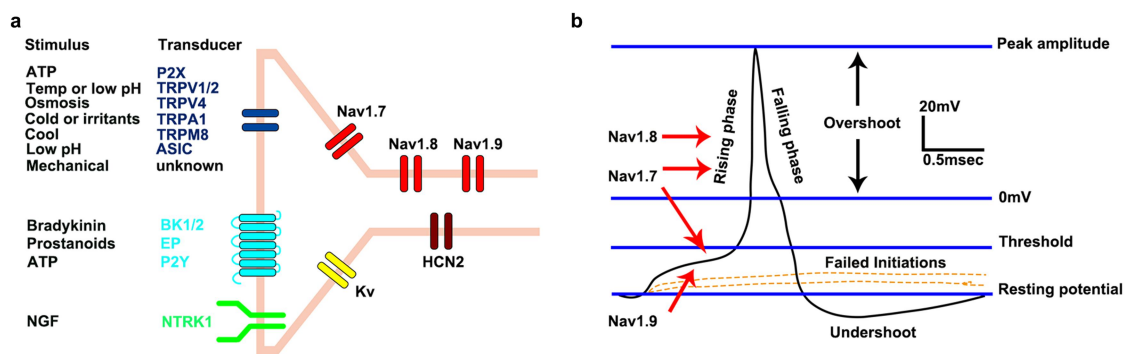 a
Stimulus Transducer
ATP P2X
Temp or low pH TRPV1/2
Osmosis TRPV4
Cold or irritants TRPA1
Cool TRPM8
Low pH ASIC
Mechanical unknown
Bradykinin BK1/2
Prostanoids EP
ATP P2Y
NGF NTRK1
Nav1.7
Nav1.8
Nav1.9
HCN2
Kv
b
Peak amplitude
Rising phase
Falling phase
Overshoot
20mV
0.5msec
Nav1.8
Nav1.7
0mV
Threshold
Failed Initiations
Resting potential
Nav1.9
Undershoot